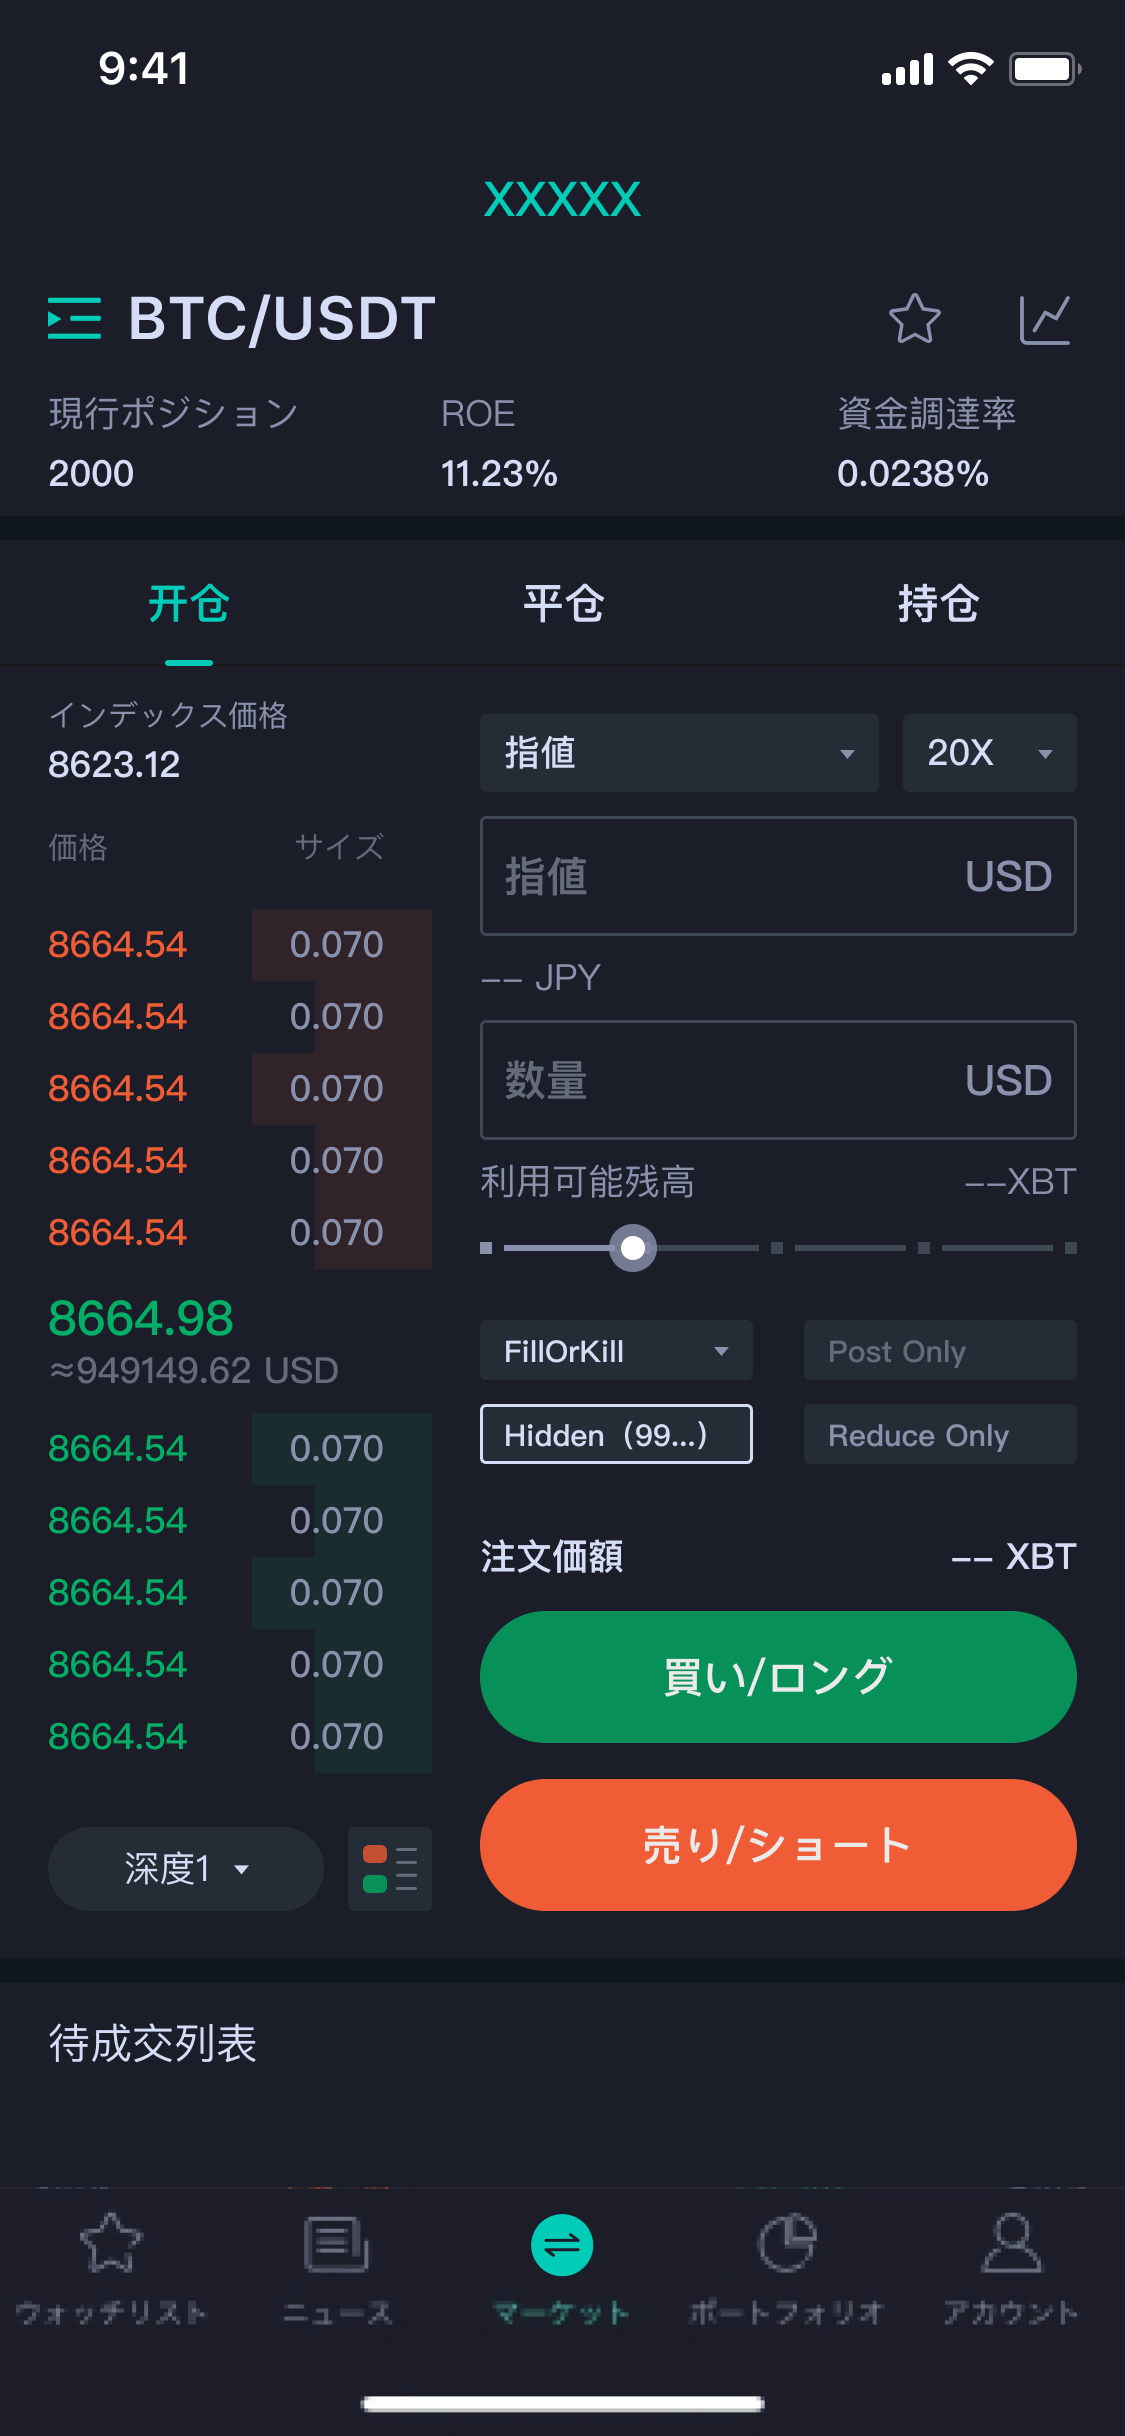 9:41
XXXXX
BTC/USDT
現行ポジション ROE 資金調達率
2000 11.23% 0.0238%
开仓 平仓 持仓
インデックス価格
8623.12
価格 サイズ
8664.54 0.070
8664.54 0.070
8664.54 0.070
8664.54 0.070
8664.54 0.070
8664.98
≈949149.62 USD
8664.54 0.070
8664.54 0.070
8664.54 0.070
8664.54 0.070
8664.54 0.070
深度1
指値 20X
指値 USD
-- JPY
数量 USD
利用可能残高 --XBT
FillOrKill Post Only
Hidden（99...） Reduce Only
注文価額 -- XBT
買い/ロング
売り/ショート
待成交列表
ウォッチリスト ニュース マーケット ポートフォリオ アカウント